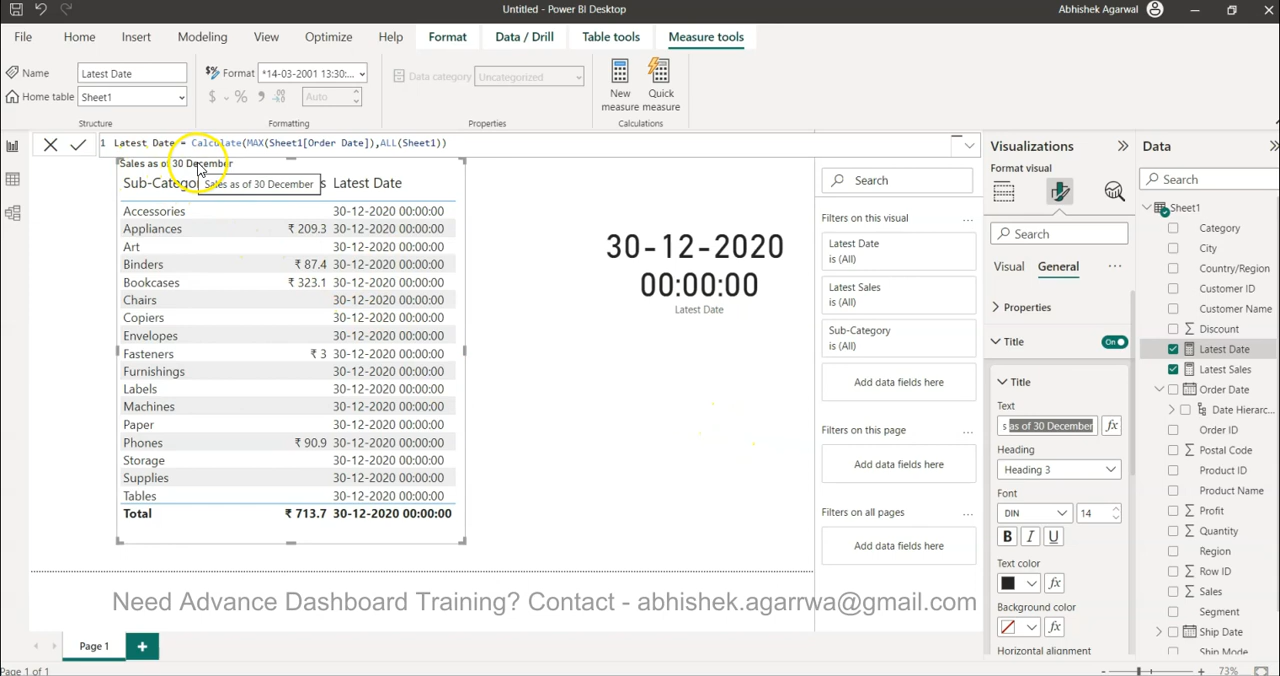 Untitled - Power BI Desktop
Abhishek Agarwal
File Home Insert Modeling View Optimize Help Format Data / Drill Table tools Measure tools
Name Latest Date
Format *14-03-2001 13:30:...
Data category Uncategorized
New measure
Quick measure
Home table Sheet1
$ % Auto
Structure Formatting Properties Calculations
1 Latest Date = Calculate(MAX(Sheet1[Order Date]),ALL(Sheet1))
Sales as of 30 December
Sales as of 30 December
Sub-Catego s Latest Date
Accessories 30-12-2020 00:00:00
Appliances ₹ 209.3 30-12-2020 00:00:00
Art 30-12-2020 00:00:00
Binders ₹ 87.4 30-12-2020 00:00:00
Bookcases ₹ 323.1 30-12-2020 00:00:00
Chairs 30-12-2020 00:00:00
Copiers 30-12-2020 00:00:00
Envelopes 30-12-2020 00:00:00
Fasteners ₹ 3 30-12-2020 00:00:00
Furnishings 30-12-2020 00:00:00
Labels 30-12-2020 00:00:00
Machines 30-12-2020 00:00:00
Paper 30-12-2020 00:00:00
Phones ₹ 90.9 30-12-2020 00:00:00
Storage 30-12-2020 00:00:00
Supplies 30-12-2020 00:00:00
Tables 30-12-2020 00:00:00
Total ₹ 713.7 30-12-2020 00:00:00
30-12-2020
00:00:00
Latest Date
Search
Filters on this visual ...
Latest Date
is (All)
Latest Sales
is (All)
Sub-Category
is (All)
Add data fields here
Filters on this page ...
Add data fields here
Filters on all pages ...
Add data fields here
Visualizations
Format visual
Search
Visual General ...
Properties
Title On
Title
Text
s as of 30 December fx
Heading
Heading 3
Font
DIN 14
B I U
Text color
fx
Background color
fx
Horizontal alignment
Data
Search
Sheet1
Category
City
Country/Region
Customer ID
Customer Name
Discount
Latest Date
Latest Sales
Order Date
Date Hierarc...
Order ID
Postal Code
Product ID
Product Name
Profit
Quantity
Region
Row ID
Sales
Segment
Ship Date
Ship Mode
Need Advance Dashboard Training? Contact - abhishek.agarrwa@gmail.com
Page 1
Page 1 of 1
73%